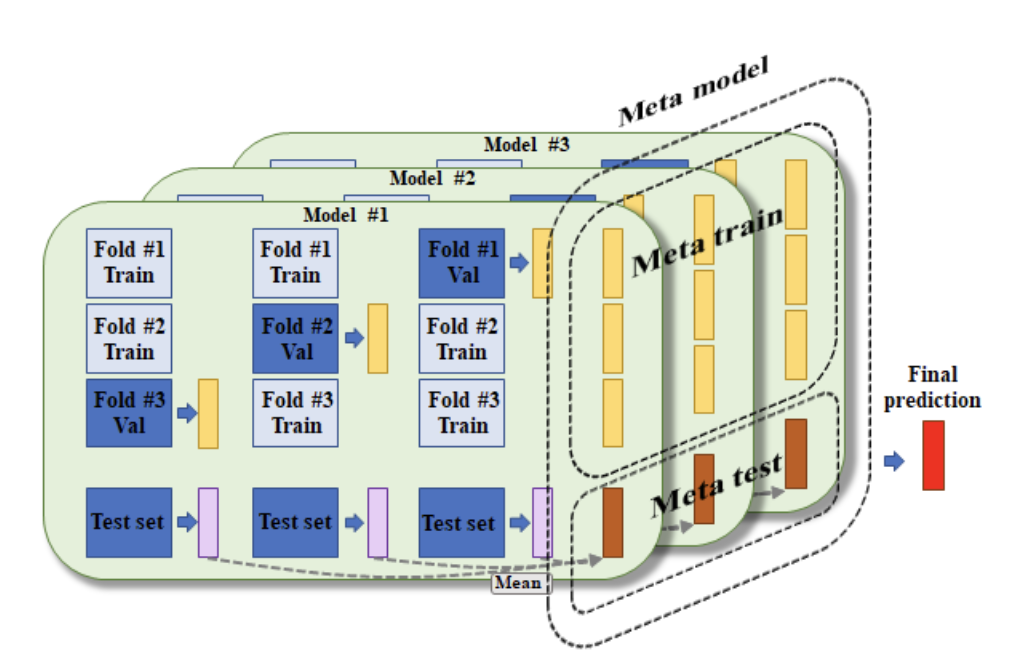 Meta model
Model #3
Model #2
Model #1
Fold #1
Train
Fold #1
Train
Fold #1
Val
Meta train
Fold #2
Train
Fold #2
Val
Fold #2
Train
Fold #3
Val
Fold #3
Train
Fold #3
Train
Final
prediction
Meta test
Test set
Test set
Test set
Mean